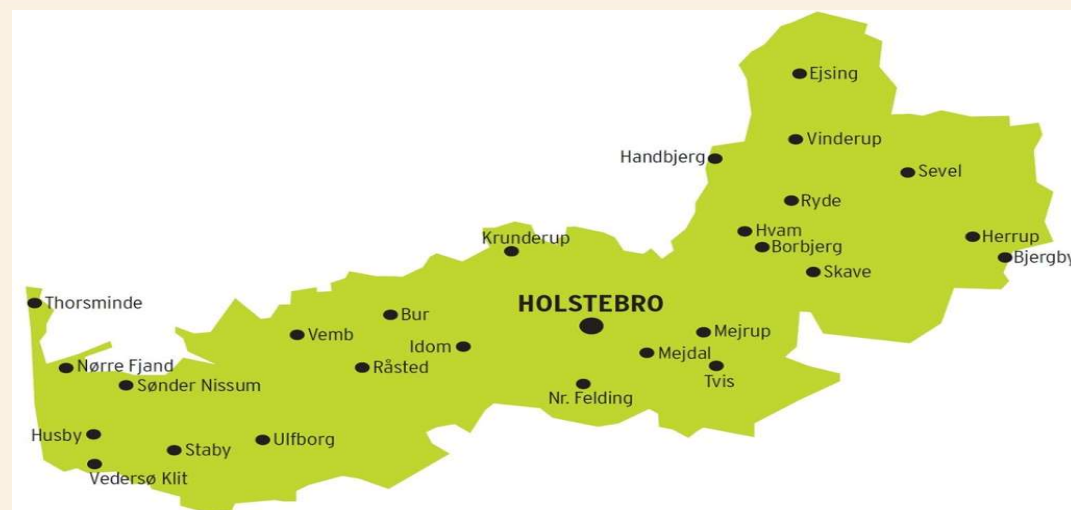 Ejsing
Vinderup
Handbjerg
Sevel
Ryde
Hvam
Krunderup
Herrup
Borbjerg
Bjergby
Skave
Thorsminde
HOLSTEBRO
Bur
Vemb
Mejrup
Idom
Mejdal
Nørre Fjand
Råsted
Tvis
Sønder Nissum
Nr. Felding
Husby
Ulfborg
Staby
Vedersø Klit